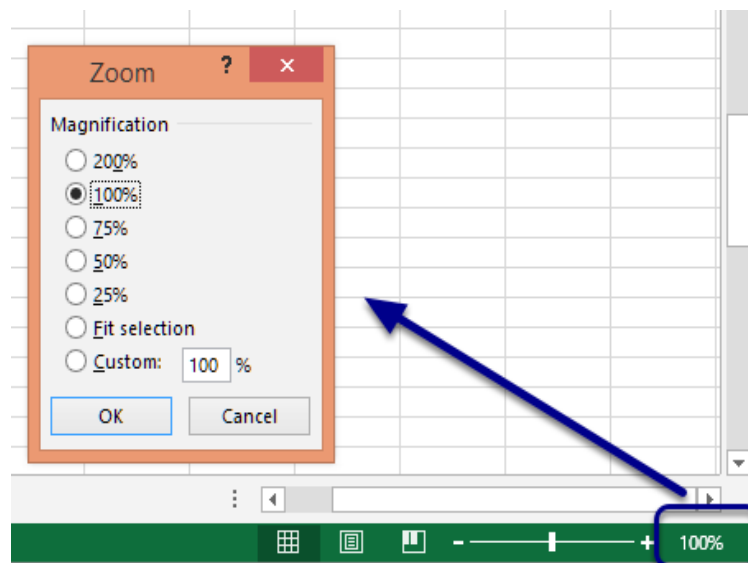 Zoom ? ×
Magnification
200%
100%
75%
50%
25%
Fit selection
Custom: 100 %
OK Cancel
- + 100%